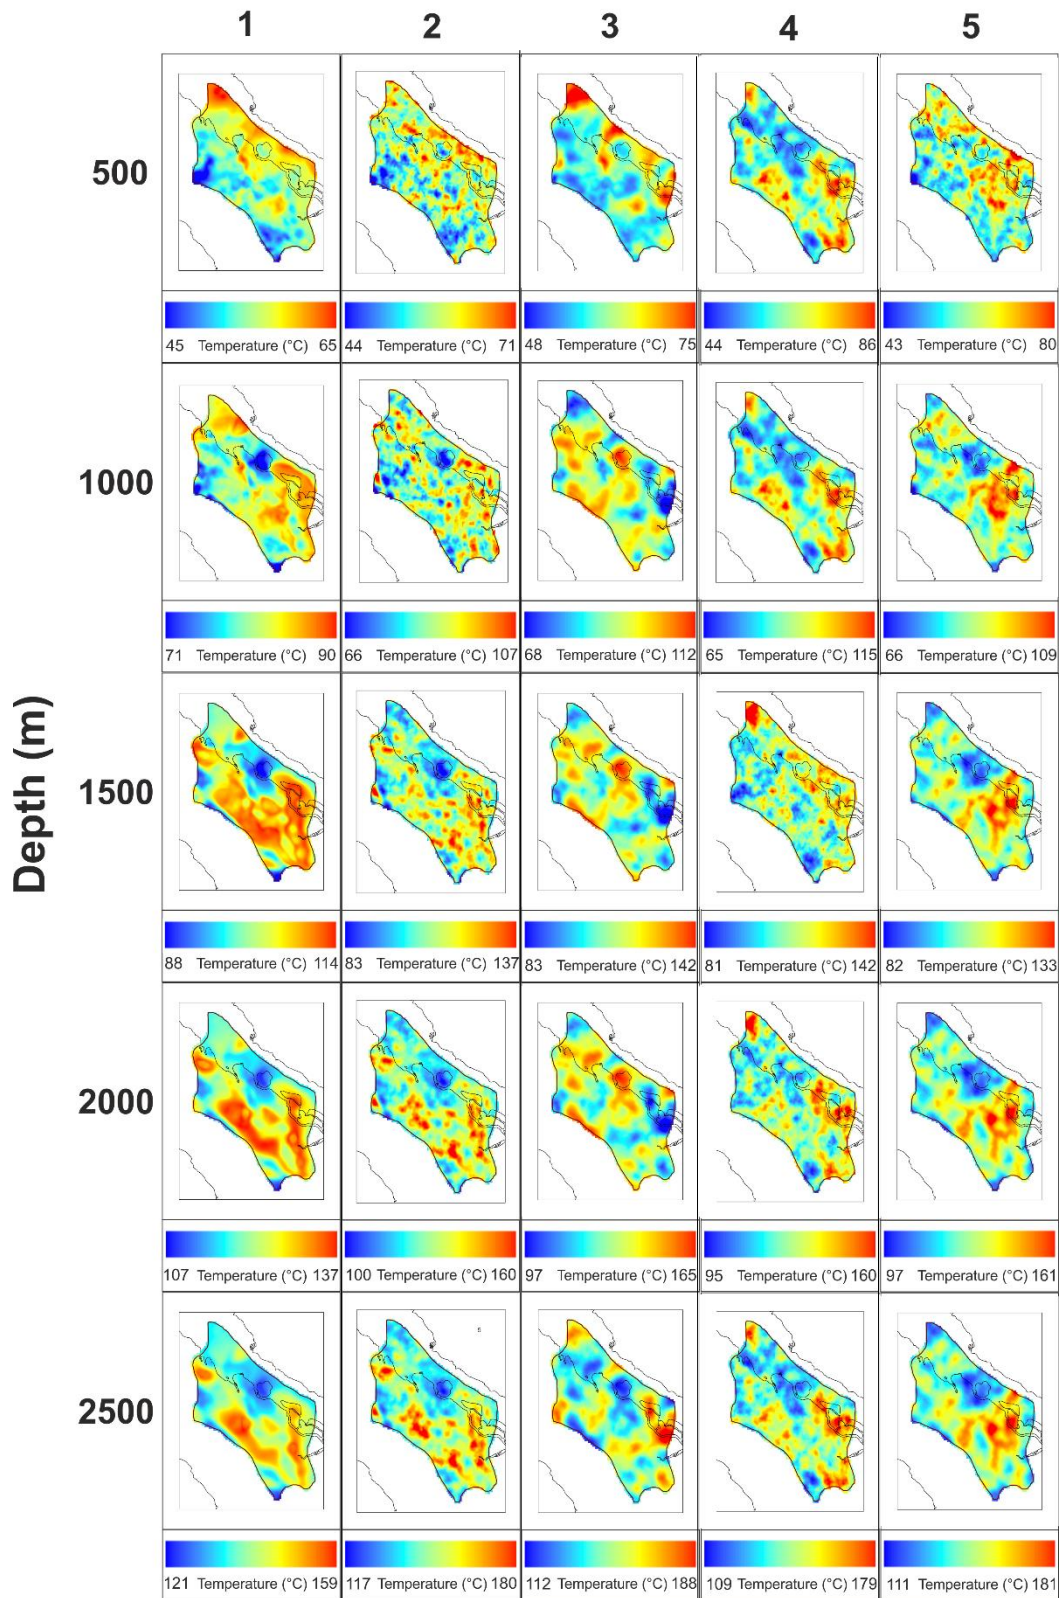 1 2 3 4 5
500
45 Temperature (°C) 65 44 Temperature (°C) 71 48 Temperature (°C) 75 44 Temperature (°C) 86 43 Temperature (°C) 80
1000
71 Temperature (°C) 90 66 Temperature (°C) 107 68 Temperature (°C) 112 65 Temperature (°C) 115 66 Temperature (°C) 109
Depth (m)
1500
88 Temperature (°C) 114 83 Temperature (°C) 137 83 Temperature (°C) 142 81 Temperature (°C) 142 82 Temperature (°C) 133
2000
107 Temperature (°C) 137 100 Temperature (°C) 160 97 Temperature (°C) 165 95 Temperature (°C) 160 97 Temperature (°C) 161
2500
121 Temperature (°C) 159 117 Temperature (°C) 180 112 Temperature (°C) 188 109 Temperature (°C) 179 111 Temperature (°C) 181